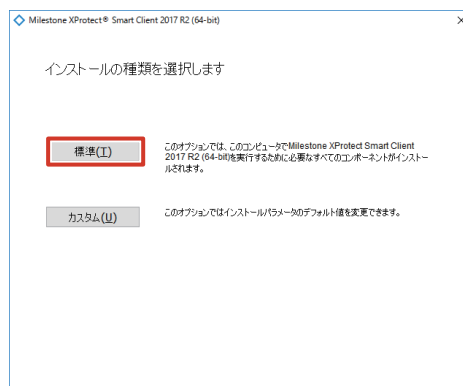 Milestone XProtect® Smart Client 2017 R2 (64-bit)
インストールの種類を選択します
標準(T)
このオプションでは、このコンピュータでMilestone XProtect Smart Client
2017 R2 (64-bit)を実行するために必要なすべてのコンポーネントがインストー
ルされます。
カスタム(U)
このオプションではインストールパラメータのデフォルト値を変更できます。